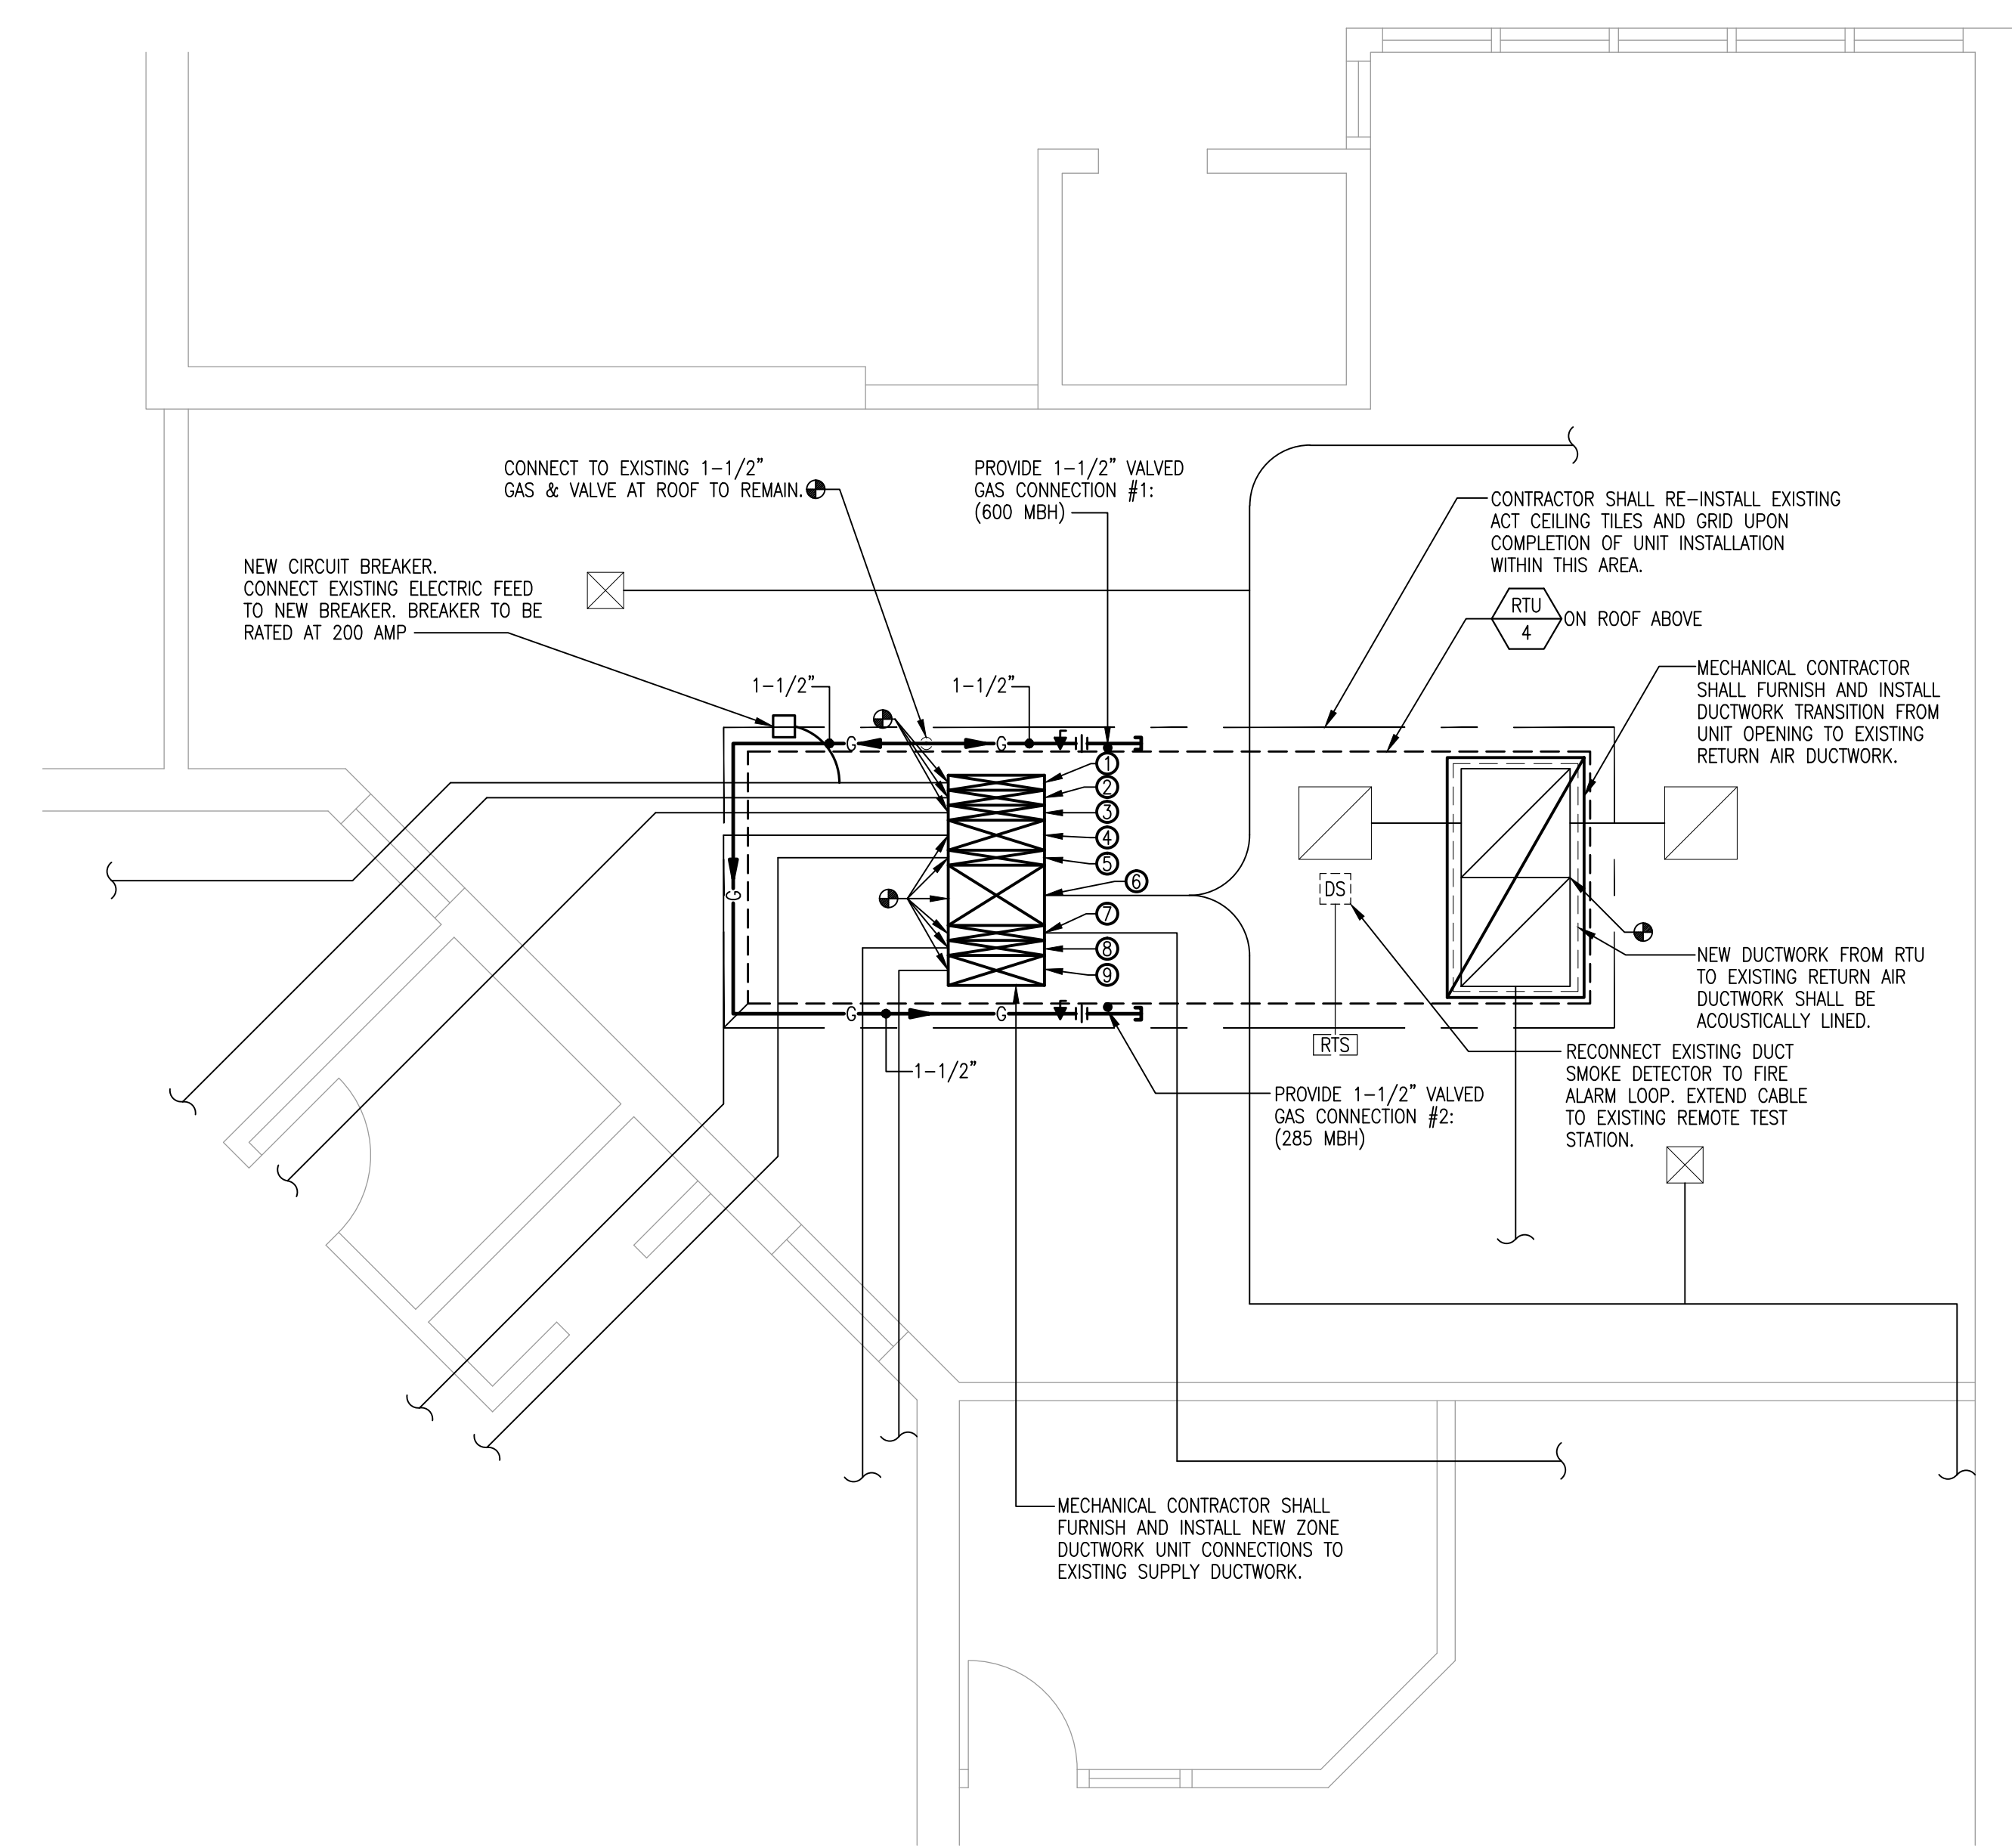 CONNECT TO EXISTING 1-1/2"
GAS & VALVE AT ROOF TO REMAIN.
PROVIDE 1-1/2" VALVED
GAS CONNECTION #1:
(600 MBH)
CONTRACTOR SHALL RE-INSTALL EXISTING
ACT CEILING TILES AND GRID UPON
COMPLETION OF UNIT INSTALLATION
WITHIN THIS AREA.
NEW CIRCUIT BREAKER.
CONNECT EXISTING ELECTRIC FEED
TO NEW BREAKER. BREAKER TO BE
RATED AT 200 AMP
RTU
4
ON ROOF ABOVE
MECHANICAL CONTRACTOR
SHALL FURNISH AND INSTALL
DUCTWORK TRANSITION FROM
UNIT OPENING TO EXISTING
RETURN AIR DUCTWORK.
1-1/2"
1-1/2"
G
G
1
2
3
4
5
6
7
8
9
G
DS
NEW DUCTWORK FROM RTU
TO EXISTING RETURN AIR
DUCTWORK SHALL BE
ACOUSTICALLY LINED.
G
G
RTS
1-1/2"
RECONNECT EXISTING DUCT
SMOKE DETECTOR TO FIRE
ALARM LOOP. EXTEND CABLE
TO EXISTING REMOTE TEST
STATION.
PROVIDE 1-1/2" VALVED
GAS CONNECTION #2:
(285 MBH)
MECHANICAL CONTRACTOR SHALL
FURNISH AND INSTALL NEW ZONE
DUCTWORK UNIT CONNECTIONS TO
EXISTING SUPPLY DUCTWORK.